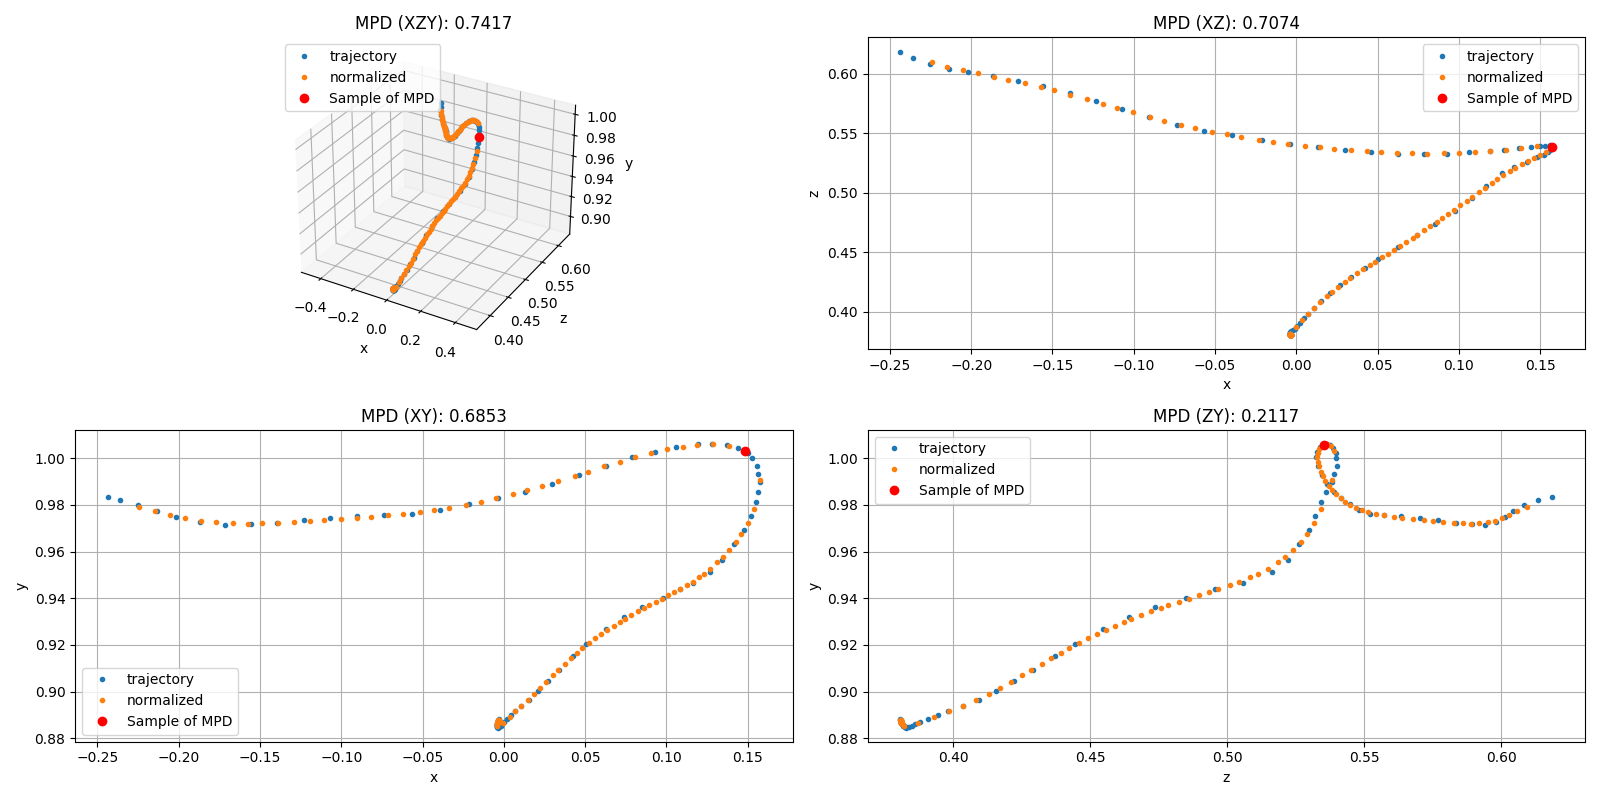 MPD (XZY): 0.7417
trajectory
normalized
Sample of MPD
1.00
0.98
0.96
0.94
0.92
0.90
y
0.60
0.55
0.50
0.45
0.40
z
−0.4
−0.2
0.0
0.2
0.4
x
MPD (XZ): 0.7074
trajectory
normalized
Sample of MPD
0.60
0.55
0.50
0.45
0.40
z
−0.25 −0.20 −0.15 −0.10 −0.05 0.00 0.05 0.10 0.15
x
MPD (XY): 0.6853
1.00
0.98
0.96
0.94
0.92
0.90
0.88
y
trajectory
normalized
Sample of MPD
−0.25 −0.20 −0.15 −0.10 −0.05 0.00 0.05 0.10 0.15
x
MPD (ZY): 0.2117
trajectory
normalized
Sample of MPD
1.00
0.98
0.96
0.94
0.92
0.90
0.88
y
0.40 0.45 0.50 0.55 0.60
z